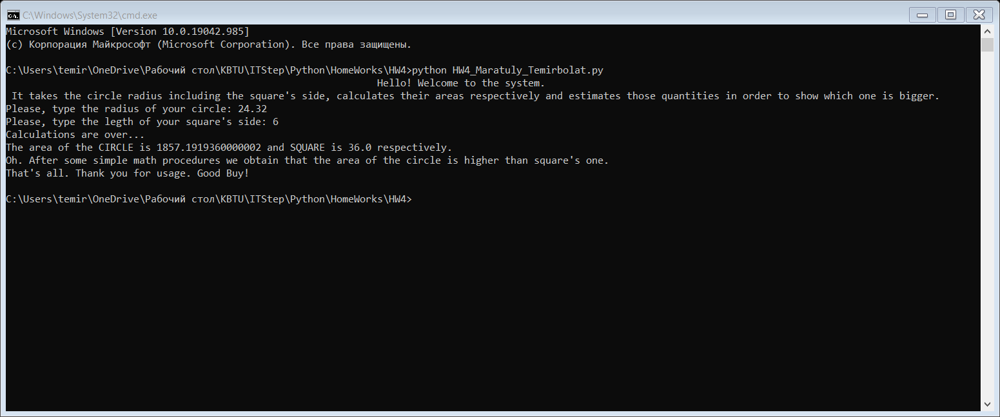 C:\Windows\System32\cmd.exe
Microsoft Windows [Version 10.0.19042.985]
(c) Корпорация Майкрософт (Microsoft Corporation). Все права защищены.
C:\Users\temir\OneDrive\Рабочий стол\KBTU\ITStep\Python\HomeWorks\HW4>python HW4_Maratuly_Temirbolat.py
Hello! Welcome to the system.
It takes the circle radius including the square's side, calculates their areas respectively and estimates those quantities in order to show which one is bigger.
Please, type the radius of your circle: 24.32
Please, type the legth of your square's side: 6
Calculations are over...
The area of the CIRCLE is 1857.1919360000002 and SQUARE is 36.0 respectively.
Oh. After some simple math procedures we obtain that the area of the circle is higher than square's one.
That's all. Thank you for usage. Good Buy!
C:\Users\temir\OneDrive\Рабочий стол\KBTU\ITStep\Python\HomeWorks\HW4>